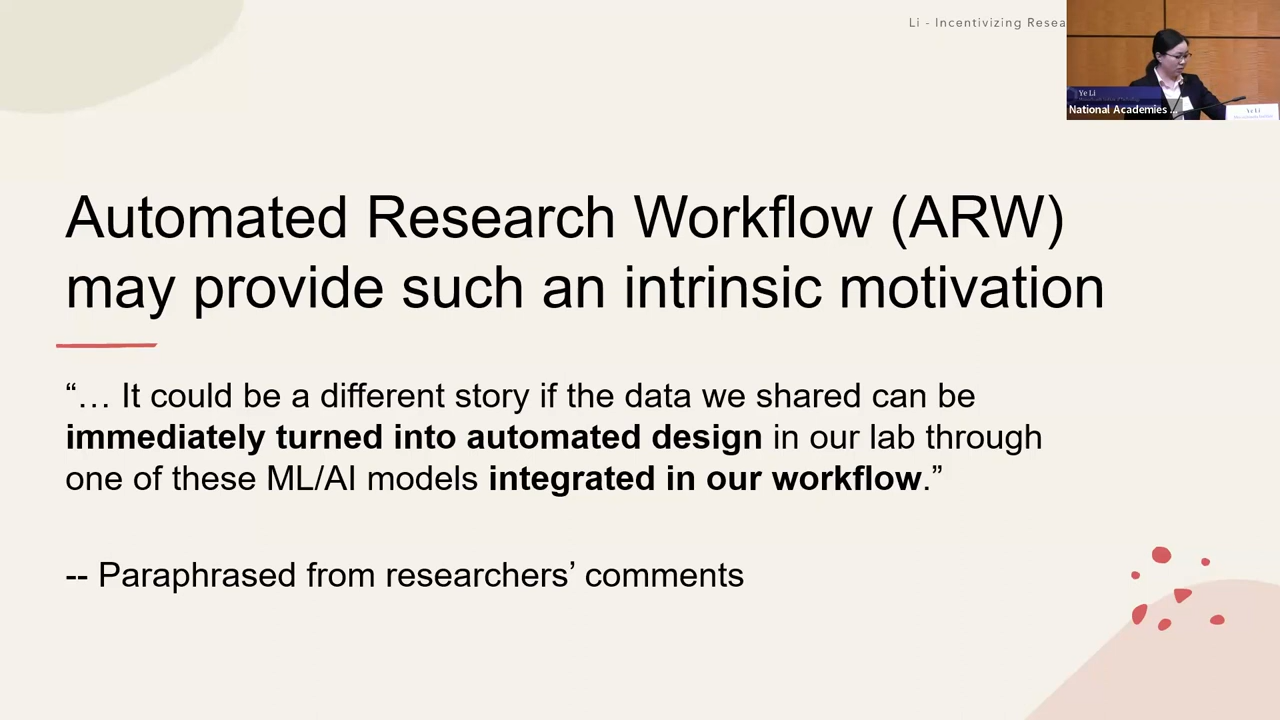 Li - Incentivizing Resea
Ye Li
National Academies ...
Ye Li
Automated Research Workflow (ARW)
may provide such an intrinsic motivation
“… It could be a different story if the data we shared can be
immediately turned into automated design in our lab through
one of these ML/AI models integrated in our workflow.”
-- Paraphrased from researchers’ comments